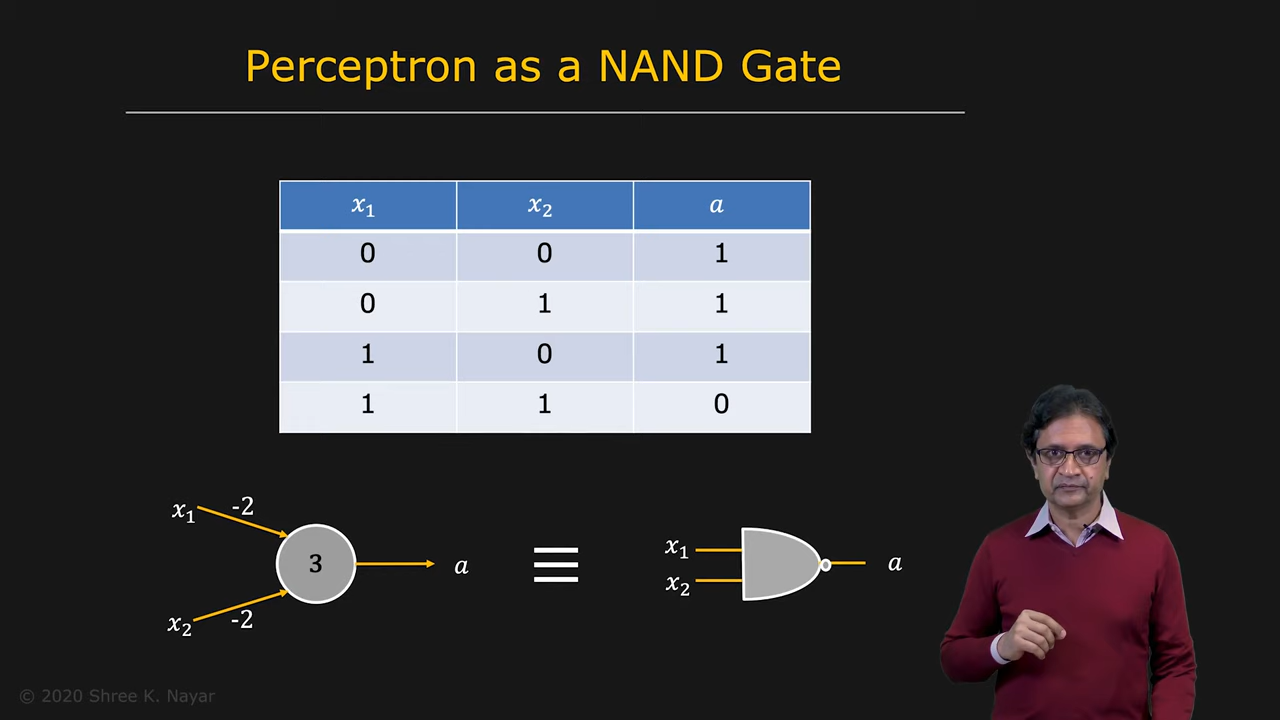 Perceptron as a NAND Gate
x₁ x₂ a
0 0 1
0 1 1
1 0 1
1 1 0
x₁ -2
3
a
x₂ -2
x₁
x₂
a
© 2020 Shree K. Nayar